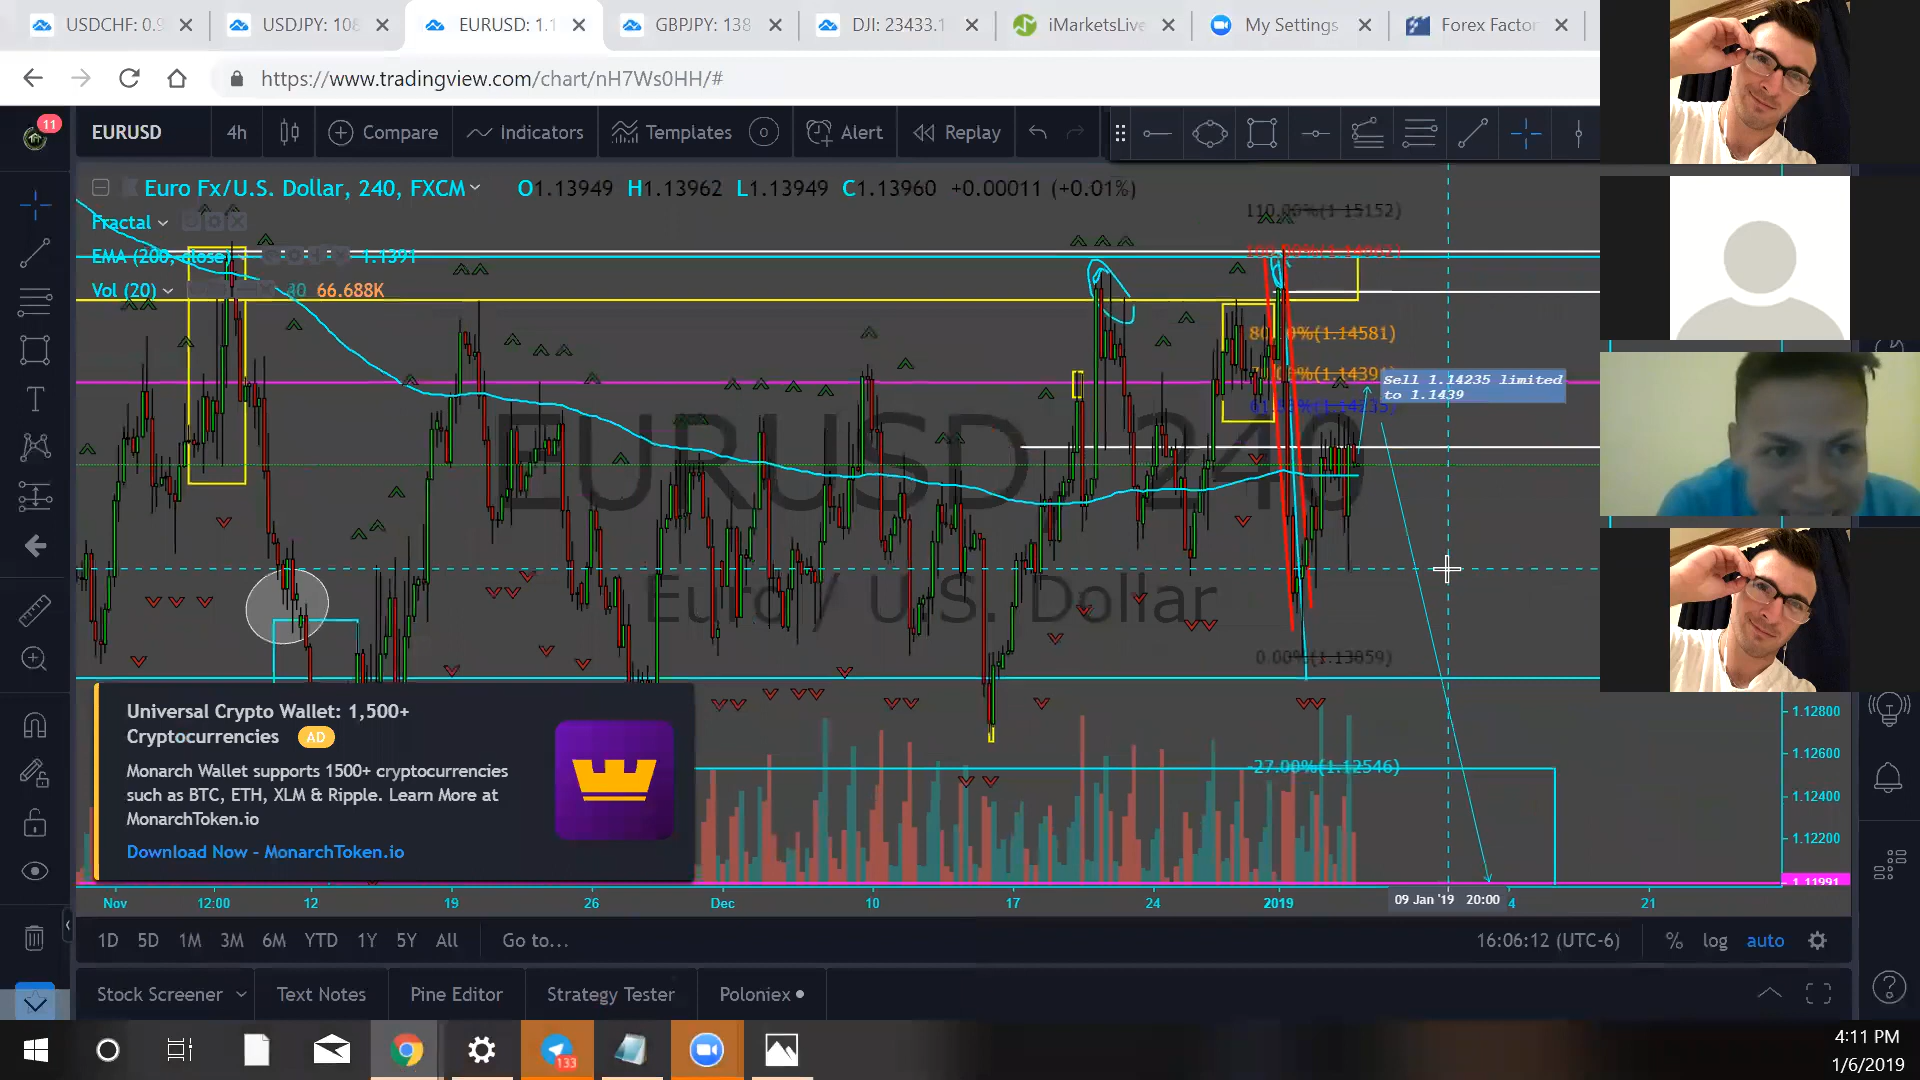 USDCHF: 0.9
USDJPY: 108
EURUSD: 1.1
GBPJPY: 138
DJI: 23433.1
iMarketsLive
My Settings
Forex Factor
https://www.tradingview.com/chart/nH7Ws0HH/#
11
EURUSD
4h
Compare
Indicators
Templates
Alert
Replay
Euro Fx/U.S. Dollar, 240, FXCM
O1.13949 H1.13962 L1.13949 C1.13960 +0.00011 (+0.01%)
110.00%(1.15152)
Fractal
EMA (200, close)
1.1391
Vol (20)
66.688K
Sell 1.14235 limited
to 1.1439
EURUSD, 240
Euro / U.S. Dollar
0.00%(1.13059)
-27.00%(1.12546)
1.12800
1.12600
1.12400
1.12200
1.11991
Universal Crypto Wallet: 1,500+
Cryptocurrencies AD
Monarch Wallet supports 1500+ cryptocurrencies
such as BTC, ETH, XLM & Ripple. Learn More at
MonarchToken.io
Download Now - MonarchToken.io
Nov
12:00
12
19
26
Dec
10
17
24
2019
09 Jan '19 20:00
21
1D 5D 1M 3M 6M YTD 1Y 5Y All
Go to...
16:06:12 (UTC-6)
%
log
auto
Stock Screener
Text Notes
Pine Editor
Strategy Tester
Poloniex
133
4:11 PM
1/6/2019